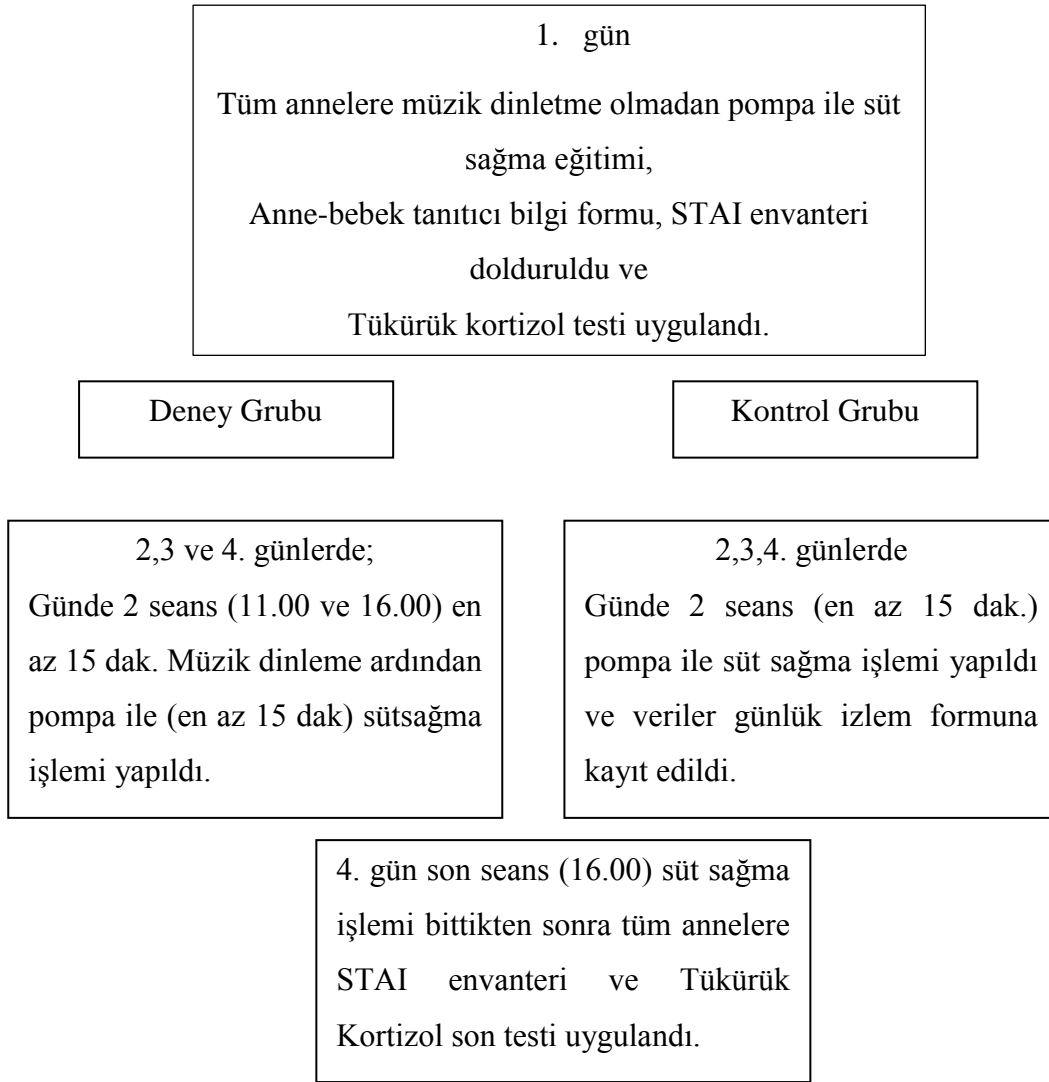 1. gün
Tüm annelere müzik dinletme olmadan pompa ile süt
sağma eğitimi,
Anne-bebek tanıtıcı bilgi formu, STAI envanteri
dolduruldu ve
Tükürük kortizol testi uygulandı.
Deney Grubu
Kontrol Grubu
2,3 ve 4. günlerde;
Günde 2 seans (11.00 ve 16.00) en
az 15 dak. Müzik dinleme ardından
pompa ile (en az 15 dak) sütsağma
işlemi yapıldı.
2,3,4. günlerde
Günde 2 seans (en az 15 dak.)
pompa ile süt sağma işlemi yapıldı
ve veriler günlük izlem formuna
kayıt edildi.
4. gün son seans (16.00) süt sağma
işlemi bittikten sonra tüm annelere
STAI envanteri ve Tükürük
Kortizol son testi uygulandı.